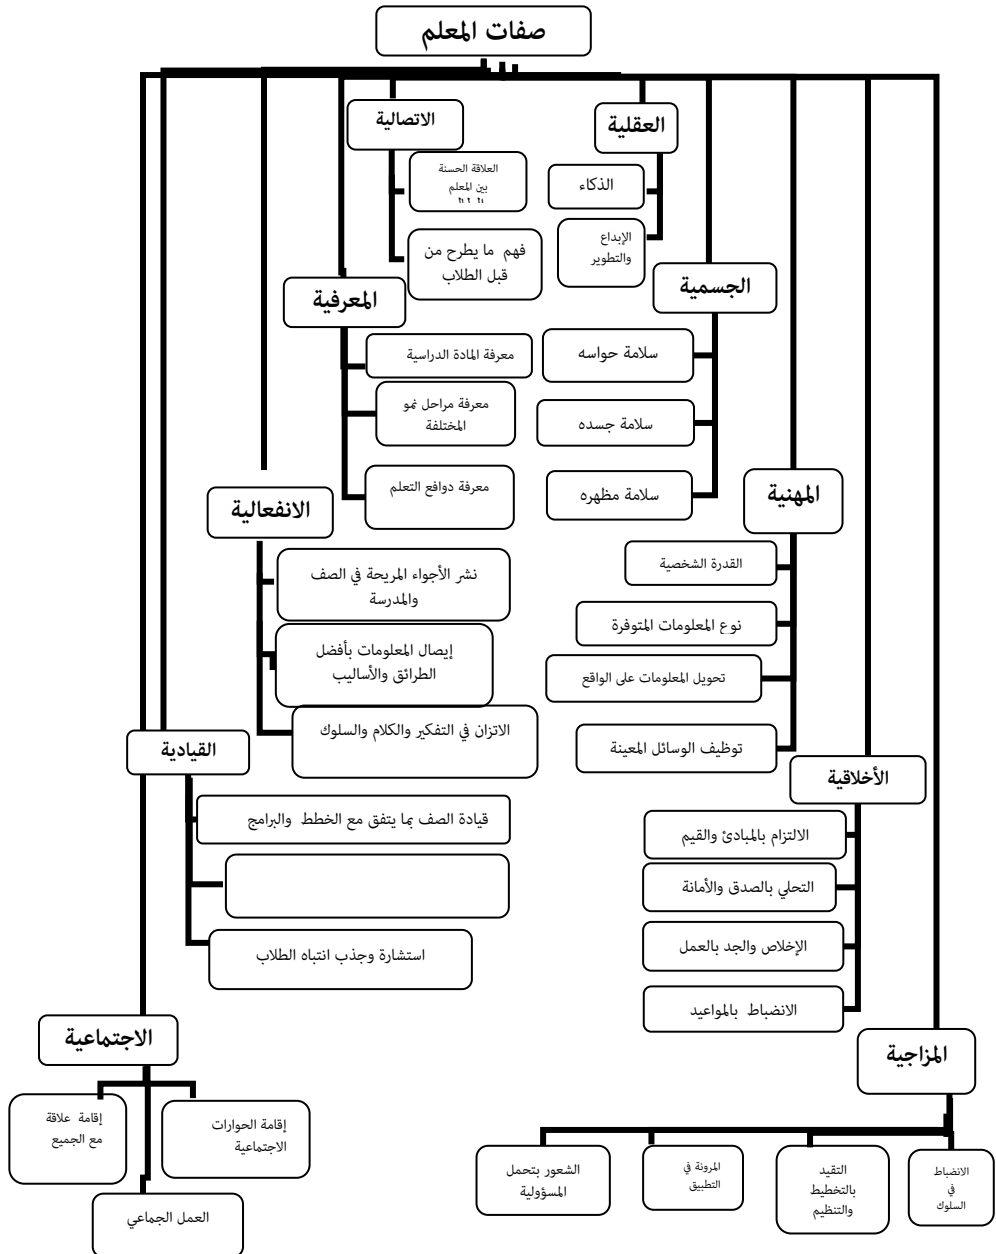 صفات المعلم
العقلية
الذكاء
الإبداع
والتطوير
الاتصالية
العلاقة الحسنة
بين المعلم
فهم ما يطرح من
قبل الطلاب
الجسمية
سلامة حواسه
سلامة جسده
سلامة مظهره
المعرفية
معرفة المادة الدراسية
معرفة مراحل نمو
المختلفة
معرفة دوافع التعلم
المهنية
القدرة الشخصية
نوع المعلومات المتوفرة
تحويل المعلومات على الواقع
توظيف الوسائل المعينة
الانفعالية
نشر الأجواء المريحة في الصف
والمدرسة
إيصال المعلومات بأفضل
الطرائق والأساليب
الاتزان في التفكير والكلام والسلوك
الأخلاقية
الالتزام بالمبادئ والقيم
التحلي بالصدق والأمانة
الإخلاص والجد بالعمل
الانضباط بالمواعيد
القيادية
قيادة الصف بما يتفق مع الخطط والبرامج
استشارة وجذب انتباه الطلاب
المزاجية
الانضباط
في
السلوك
التقيد
بالتخطيط
والتنظيم
المرونة في
التطبيق
الشعور بتحمل
المسؤولية
الاجتماعية
إقامة الحوارات
الاجتماعية
إقامة علاقة
مع الجميع
العمل الجماعي